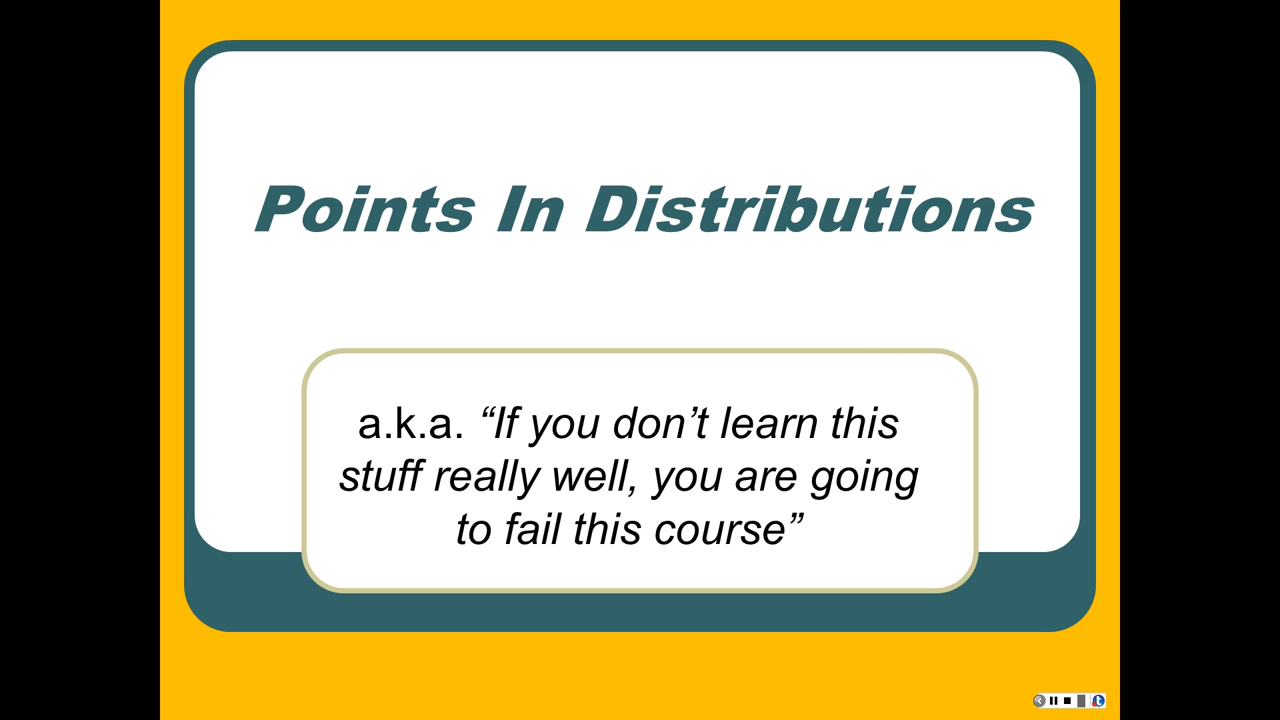 Points In Distributions
a.k.a. “If you don’t learn this
stuff really well, you are going
to fail this course”